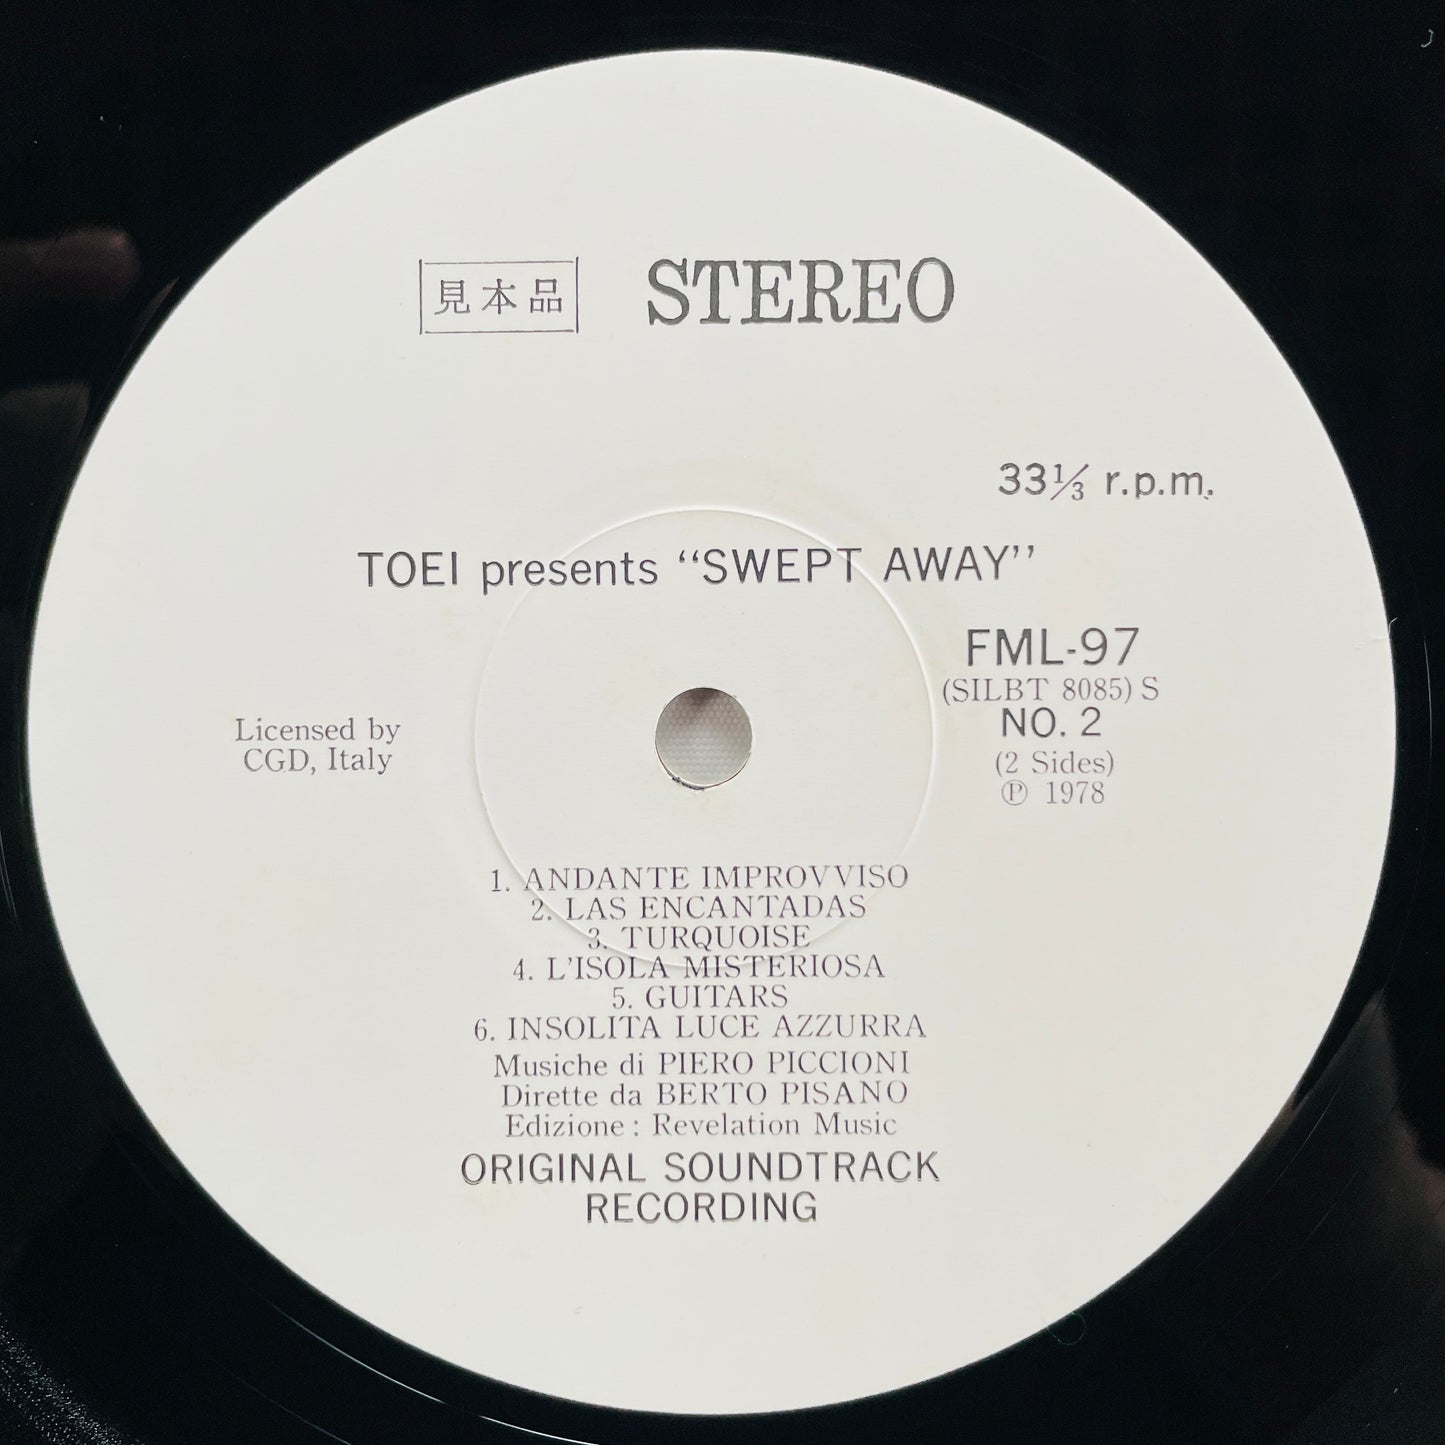 見本品 STEREO
33⅓ r.p.m.
TOEI presents “SWEPT AWAY”
FML-97
(SILBT 8085) S
NO. 2
(2 Sides)
Ⓟ 1978
Licensed by
CGD, Italy
1. ANDANTE IMPROVVISO
2. LAS ENCANTADAS
3. TURQUOISE
4. L'ISOLA MISTERIOSA
5. GUITARS
6. INSOLITA LUCE AZZURRA
Musiche di PIERO PICCIONI
Dirette da BERTO PISANO
Edizione : Revelation Music
ORIGINAL SOUNDTRACK
RECORDING